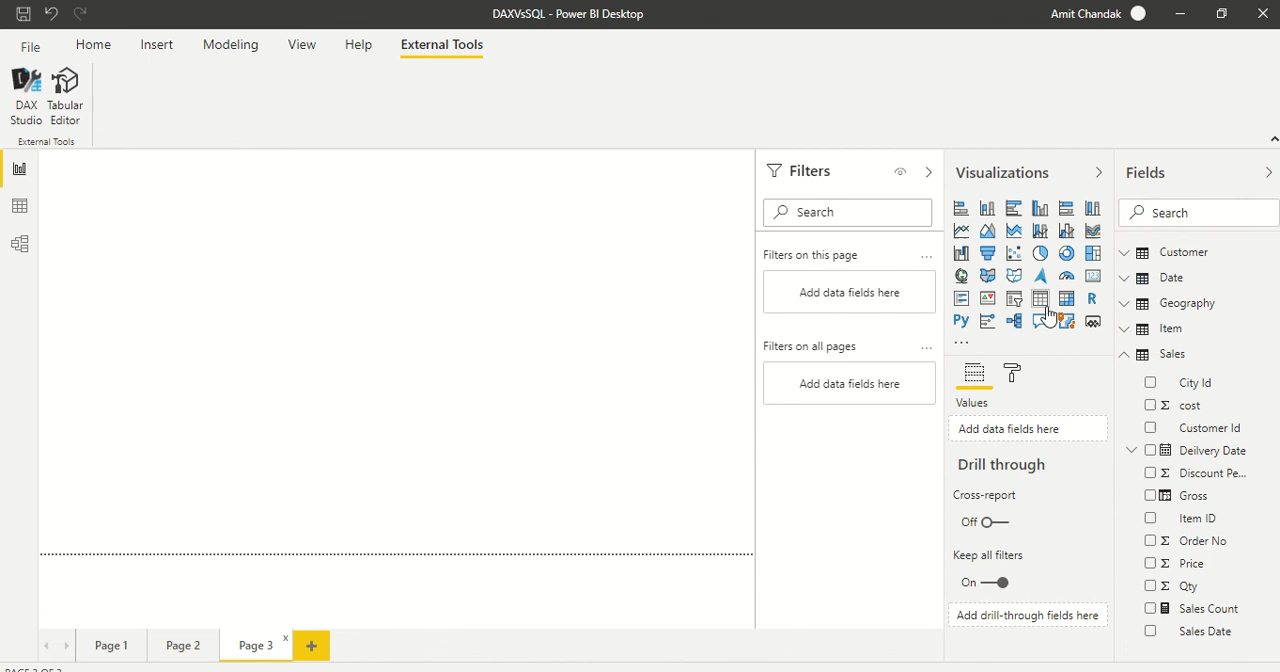 DAXVsSQL - Power BI Desktop
Amit Chandak
File
Home
Insert
Modeling
View
Help
External Tools
DAX
Studio
Tabular
Editor
External Tools
Filters
Search
Filters on this page
...
Add data fields here
Filters on all pages
...
Add data fields here
Visualizations
123
R
Py
...
Values
Add data fields here
Drill through
Cross-report
Off
Keep all filters
On
Add drill-through fields here
Fields
Search
Customer
Date
Geography
Item
Sales
City Id
Σ cost
Customer Id
Deilvery Date
Σ Discount Pe...
Gross
Item ID
Σ Order No
Σ Price
Σ Qty
Sales Count
Sales Date
Page 1
Page 2
Page 3
x
+